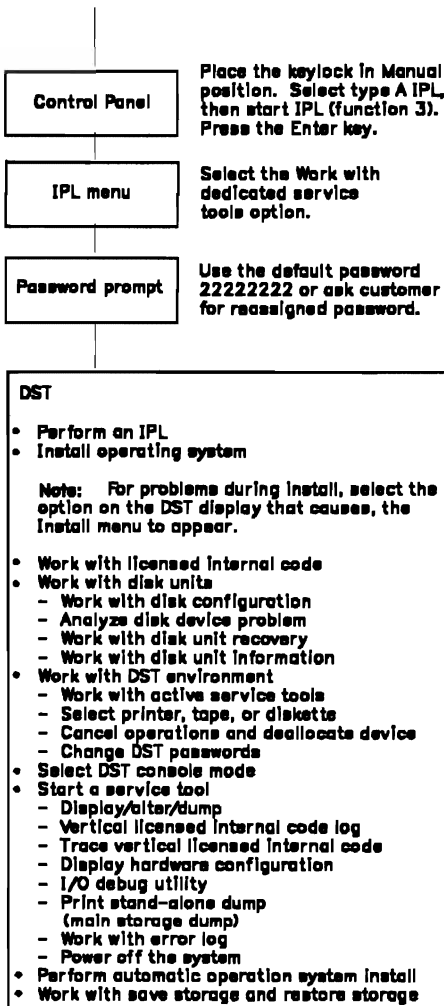 Control Panel
Place the keylock in Manual
position. Select type A IPL,
then start IPL (function 3).
Press the Enter key.
IPL menu
Select the Work with
dedicated service
tools option.
Password prompt
Use the default password
22222222 or ask customer
for reassigned password.
DST
• Perform an IPL
• Install operating system
Note: For problems during install, select the
option on the DST display that causes, the
Install menu to appear.
• Work with licensed internal code
• Work with disk units
– Work with disk configuration
– Analyze disk device problem
– Work with disk unit recovery
– Work with disk unit information
• Work with DST environment
– Work with active service tools
– Select printer, tape, or diskette
– Cancel operations and deallocate device
– Change DST passwords
• Select DST console mode
• Start a service tool
– Display/alter/dump
– Vertical licensed internal code log
– Trace vertical licensed internal code
– Display hardware configuration
– I/O debug utility
– Print stand-alone dump
(main storage dump)
– Work with error log
– Power off the system
• Perform automatic operation system install
• Work with save storage and restore storage